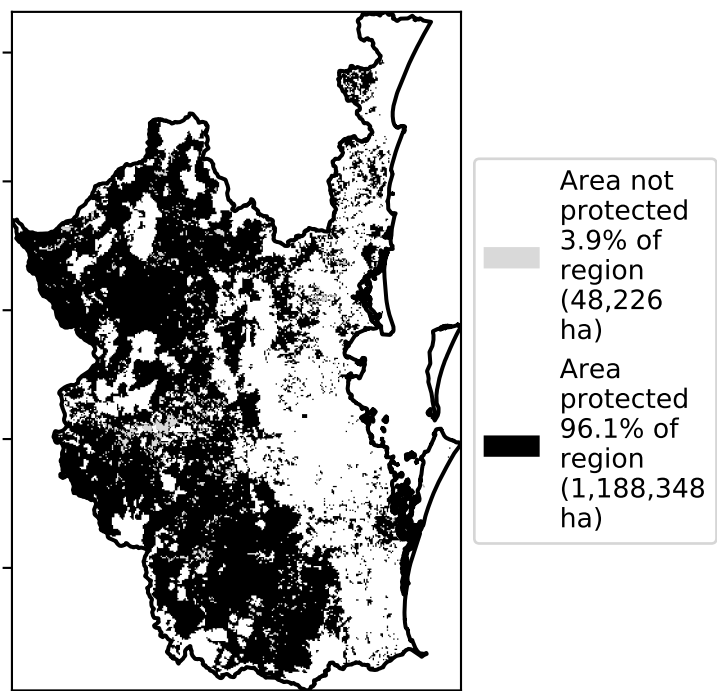 Area not
protected
3.9% of
region
(48,226
ha)
Area
protected
96.1% of
region
(1,188,348
ha)